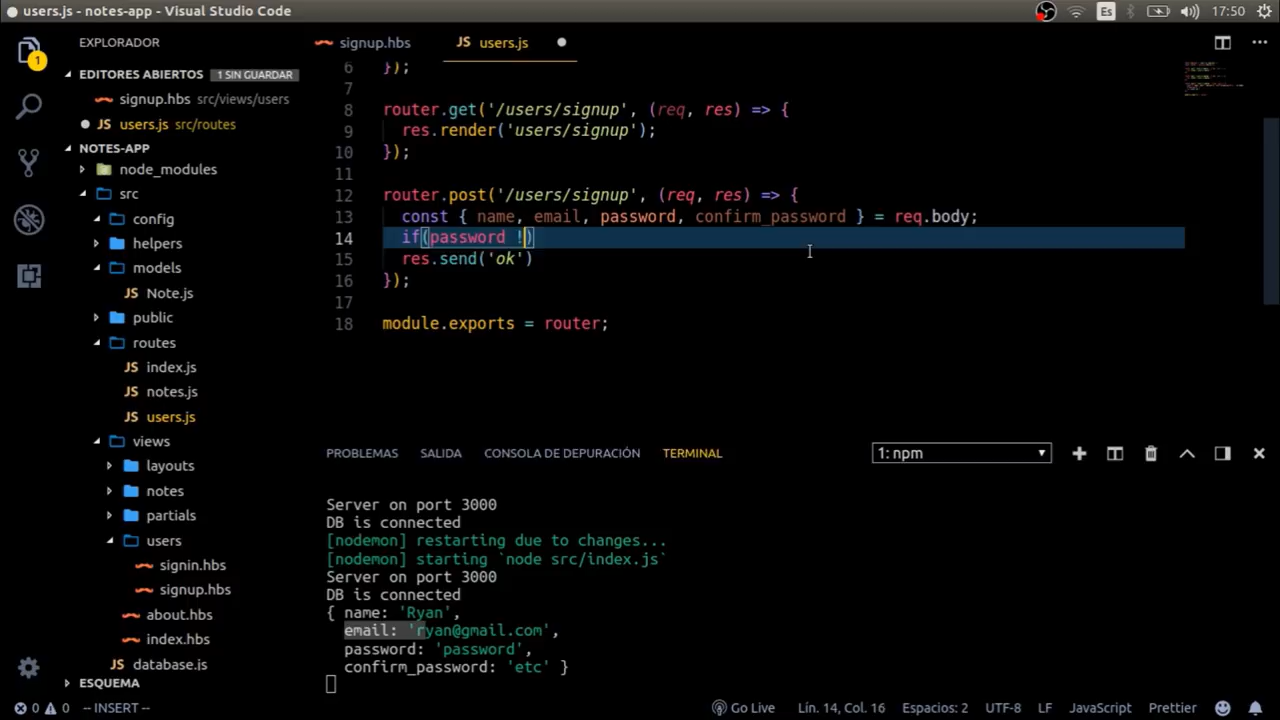 users.js - notes-app - Visual Studio Code
Es
17:50
EXPLORADOR
signup.hbs
JS users.js
1
EDITORES ABIERTOS 1 SIN GUARDAR
signup.hbs src/views/users
JS users.js src/routes
NOTES-APP
node_modules
src
config
helpers
models
JS Note.js
public
routes
JS index.js
JS notes.js
JS users.js
views
layouts
notes
partials
users
signin.hbs
signup.hbs
about.hbs
index.hbs
database.js
ESQUEMA
6 });
7
8 router.get('/users/signup', (req, res) => {
9 res.render('users/signup');
10 });
11
12 router.post('/users/signup', (req, res) => {
13 const { name, email, password, confirm_password } = req.body;
14 if(password !)
15 res.send('ok')
16 });
17
18 module.exports = router;
PROBLEMAS SALIDA CONSOLA DE DEPURACIÓN TERMINAL 1: npm
Server on port 3000
DB is connected
[nodemon] restarting due to changes...
[nodemon] starting `node src/index.js`
Server on port 3000
DB is connected
{ name: 'Ryan',
email: 'ryan@gmail.com',
password: 'password',
confirm_password: 'etc' }
0 0 -- INSERT -- Go Live Lín. 14, Col. 16 Espacios: 2 UTF-8 LF JavaScript Prettier